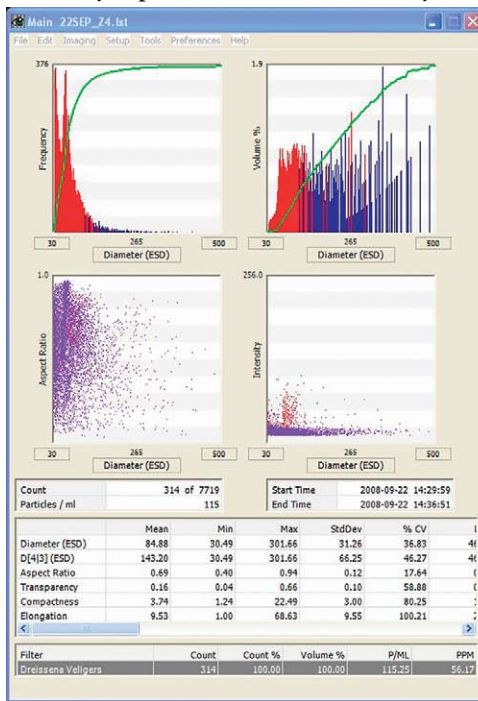 Main 22SEP_Z4.lst
File Edit Imaging Setup Tools Preferences Help
376
Frequency
30 265 500
Diameter (ESD)
1.9
Volume %
30 265 500
Diameter (ESD)
1.0
Aspect Ratio
30 265 500
Diameter (ESD)
256.0
Intensity
30 265 500
Diameter (ESD)
Count 314 of 7719
Particles / ml 115
Start Time 2008-09-22 14:29:59
End Time 2008-09-22 14:36:51
Mean Min Max StdDev % CV
Diameter (ESD) 84.88 30.49 301.66 31.26 36.83
D[4|3] (ESD) 143.20 30.49 301.66 66.25 46.27
Aspect Ratio 0.69 0.40 0.94 0.12 17.64
Transparency 0.16 0.04 0.66 0.10 58.88
Compactness 3.74 1.24 22.49 3.00 80.25
Elongation 9.53 1.00 68.63 9.55 100.21
Filter Count Count % Volume % P/ML PPM
Dreissena Veligers 314 100.00 100.00 115.25 56.17